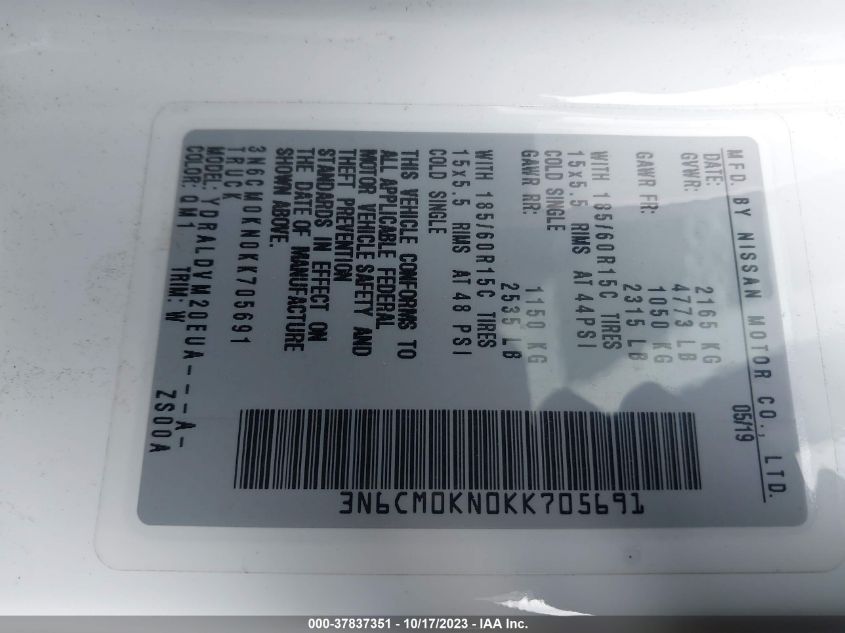 MFD. BY NISSAN MOTOR CO., LTD.
DATE: 05/19
GVWR: 2165 KG
4773 LB
GAWR FR: 1050 KG
2315 LB
WITH 185/60R15C TIRES
15x5.5 RIMS AT 44PSI
COLD SINGLE
GAWR RR: 1150 KG
2535 LB
WITH 185/60R15C TIRES
15x5.5 RIMS AT 48 PSI
COLD SINGLE
THIS VEHICLE CONFORMS TO
ALL APPLICABLE FEDERAL
MOTOR VEHICLE SAFETY AND
THEFT PREVENTION
STANDARDS IN EFFECT ON
THE DATE OF MANUFACTURE
SHOWN ABOVE.
3N6CM0KN0KK705691
TRUCK
MODEL: YDRALDYM20EUA----A-
COLOR: QM1 TRIM: W ZS00A
3N6CM0KN0KK705691
000-37837351 - 10/17/2023 - IAA Inc.